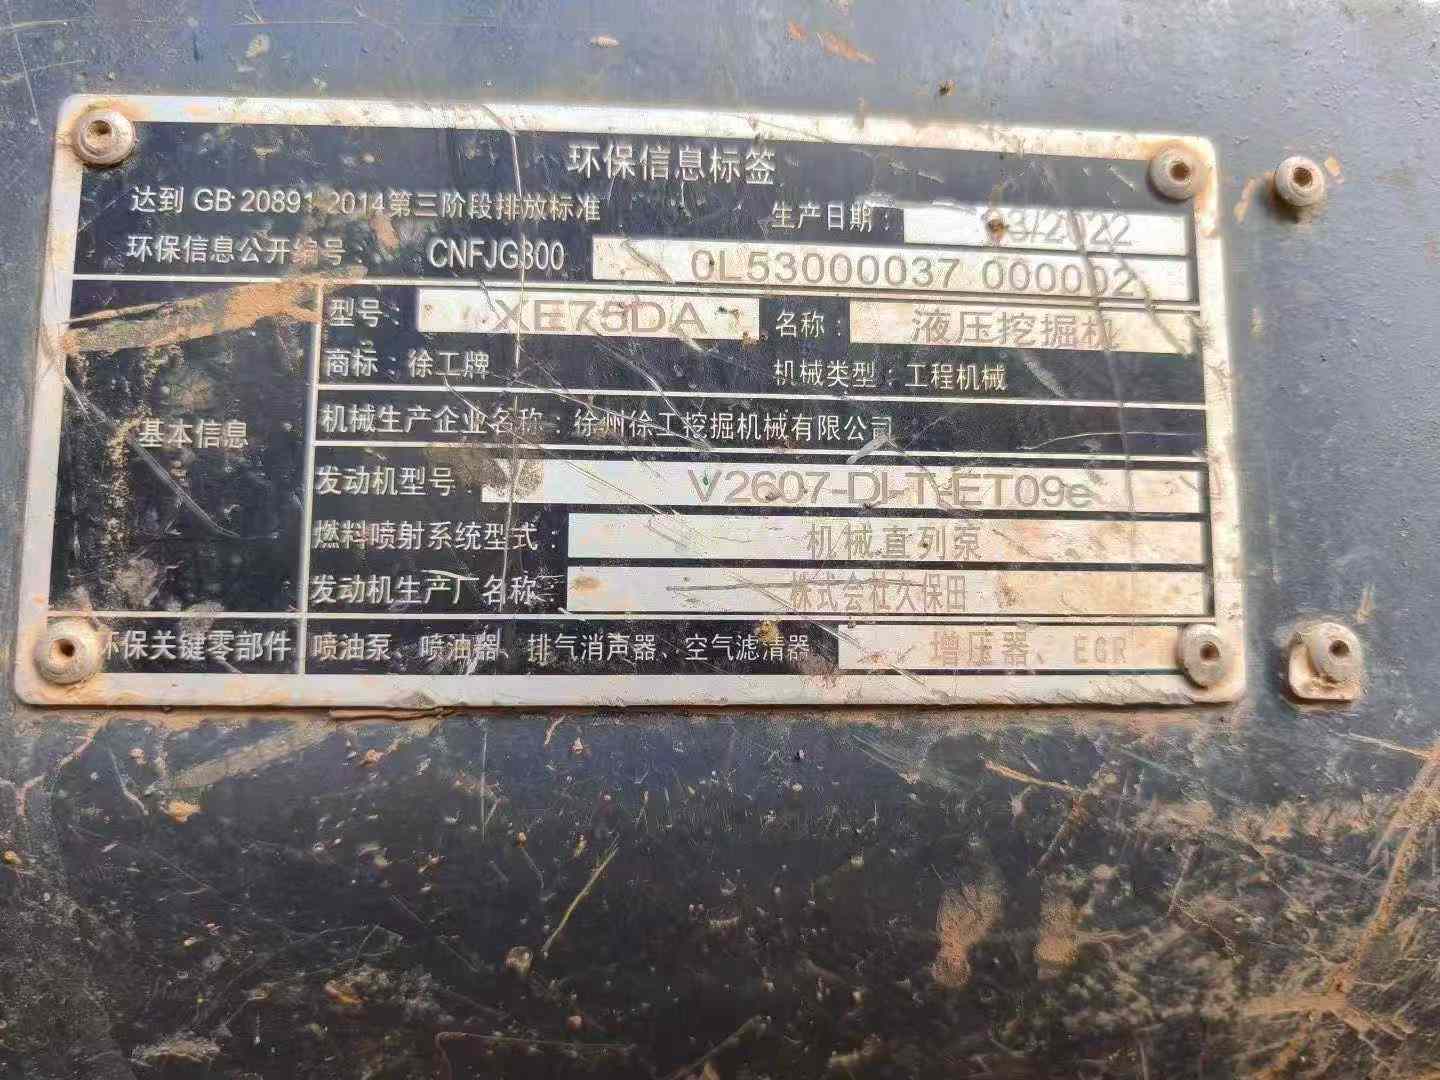 环保信息标签
达到 GB 20891-2014第三阶段排放标准 生产日期: 03/2022
环保信息公开编号: CNFJG300 0L53000037 000002
型号: XE75DA 名称: 液压挖掘机
商标: 徐工牌 机械类型: 工程机械
基本信息 机械生产企业名称: 徐州徐工挖掘机械有限公司
发动机型号: V2607-DI-T-ET09e
燃料喷射系统型式: 机械直列泵
发动机生产厂名称: 株式会社久保田
环保关键零部件 喷油泵、喷油器、排气消声器、空气滤清器 增压器、EGR